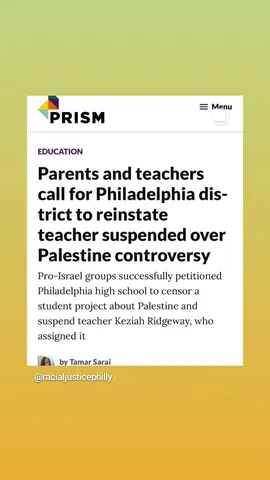 PRISM
Menu
EDUCATION
Parents and teachers
call for Philadelphia dis-
trict to reinstate
teacher suspended over
Palestine controversy
Pro-Israel groups successfully petitioned
Philadelphia high school to censor a
student project about Palestine and
suspend teacher Keziah Ridgeway, who
assigned it
by Tamar Sarai
@racialjusticephilly